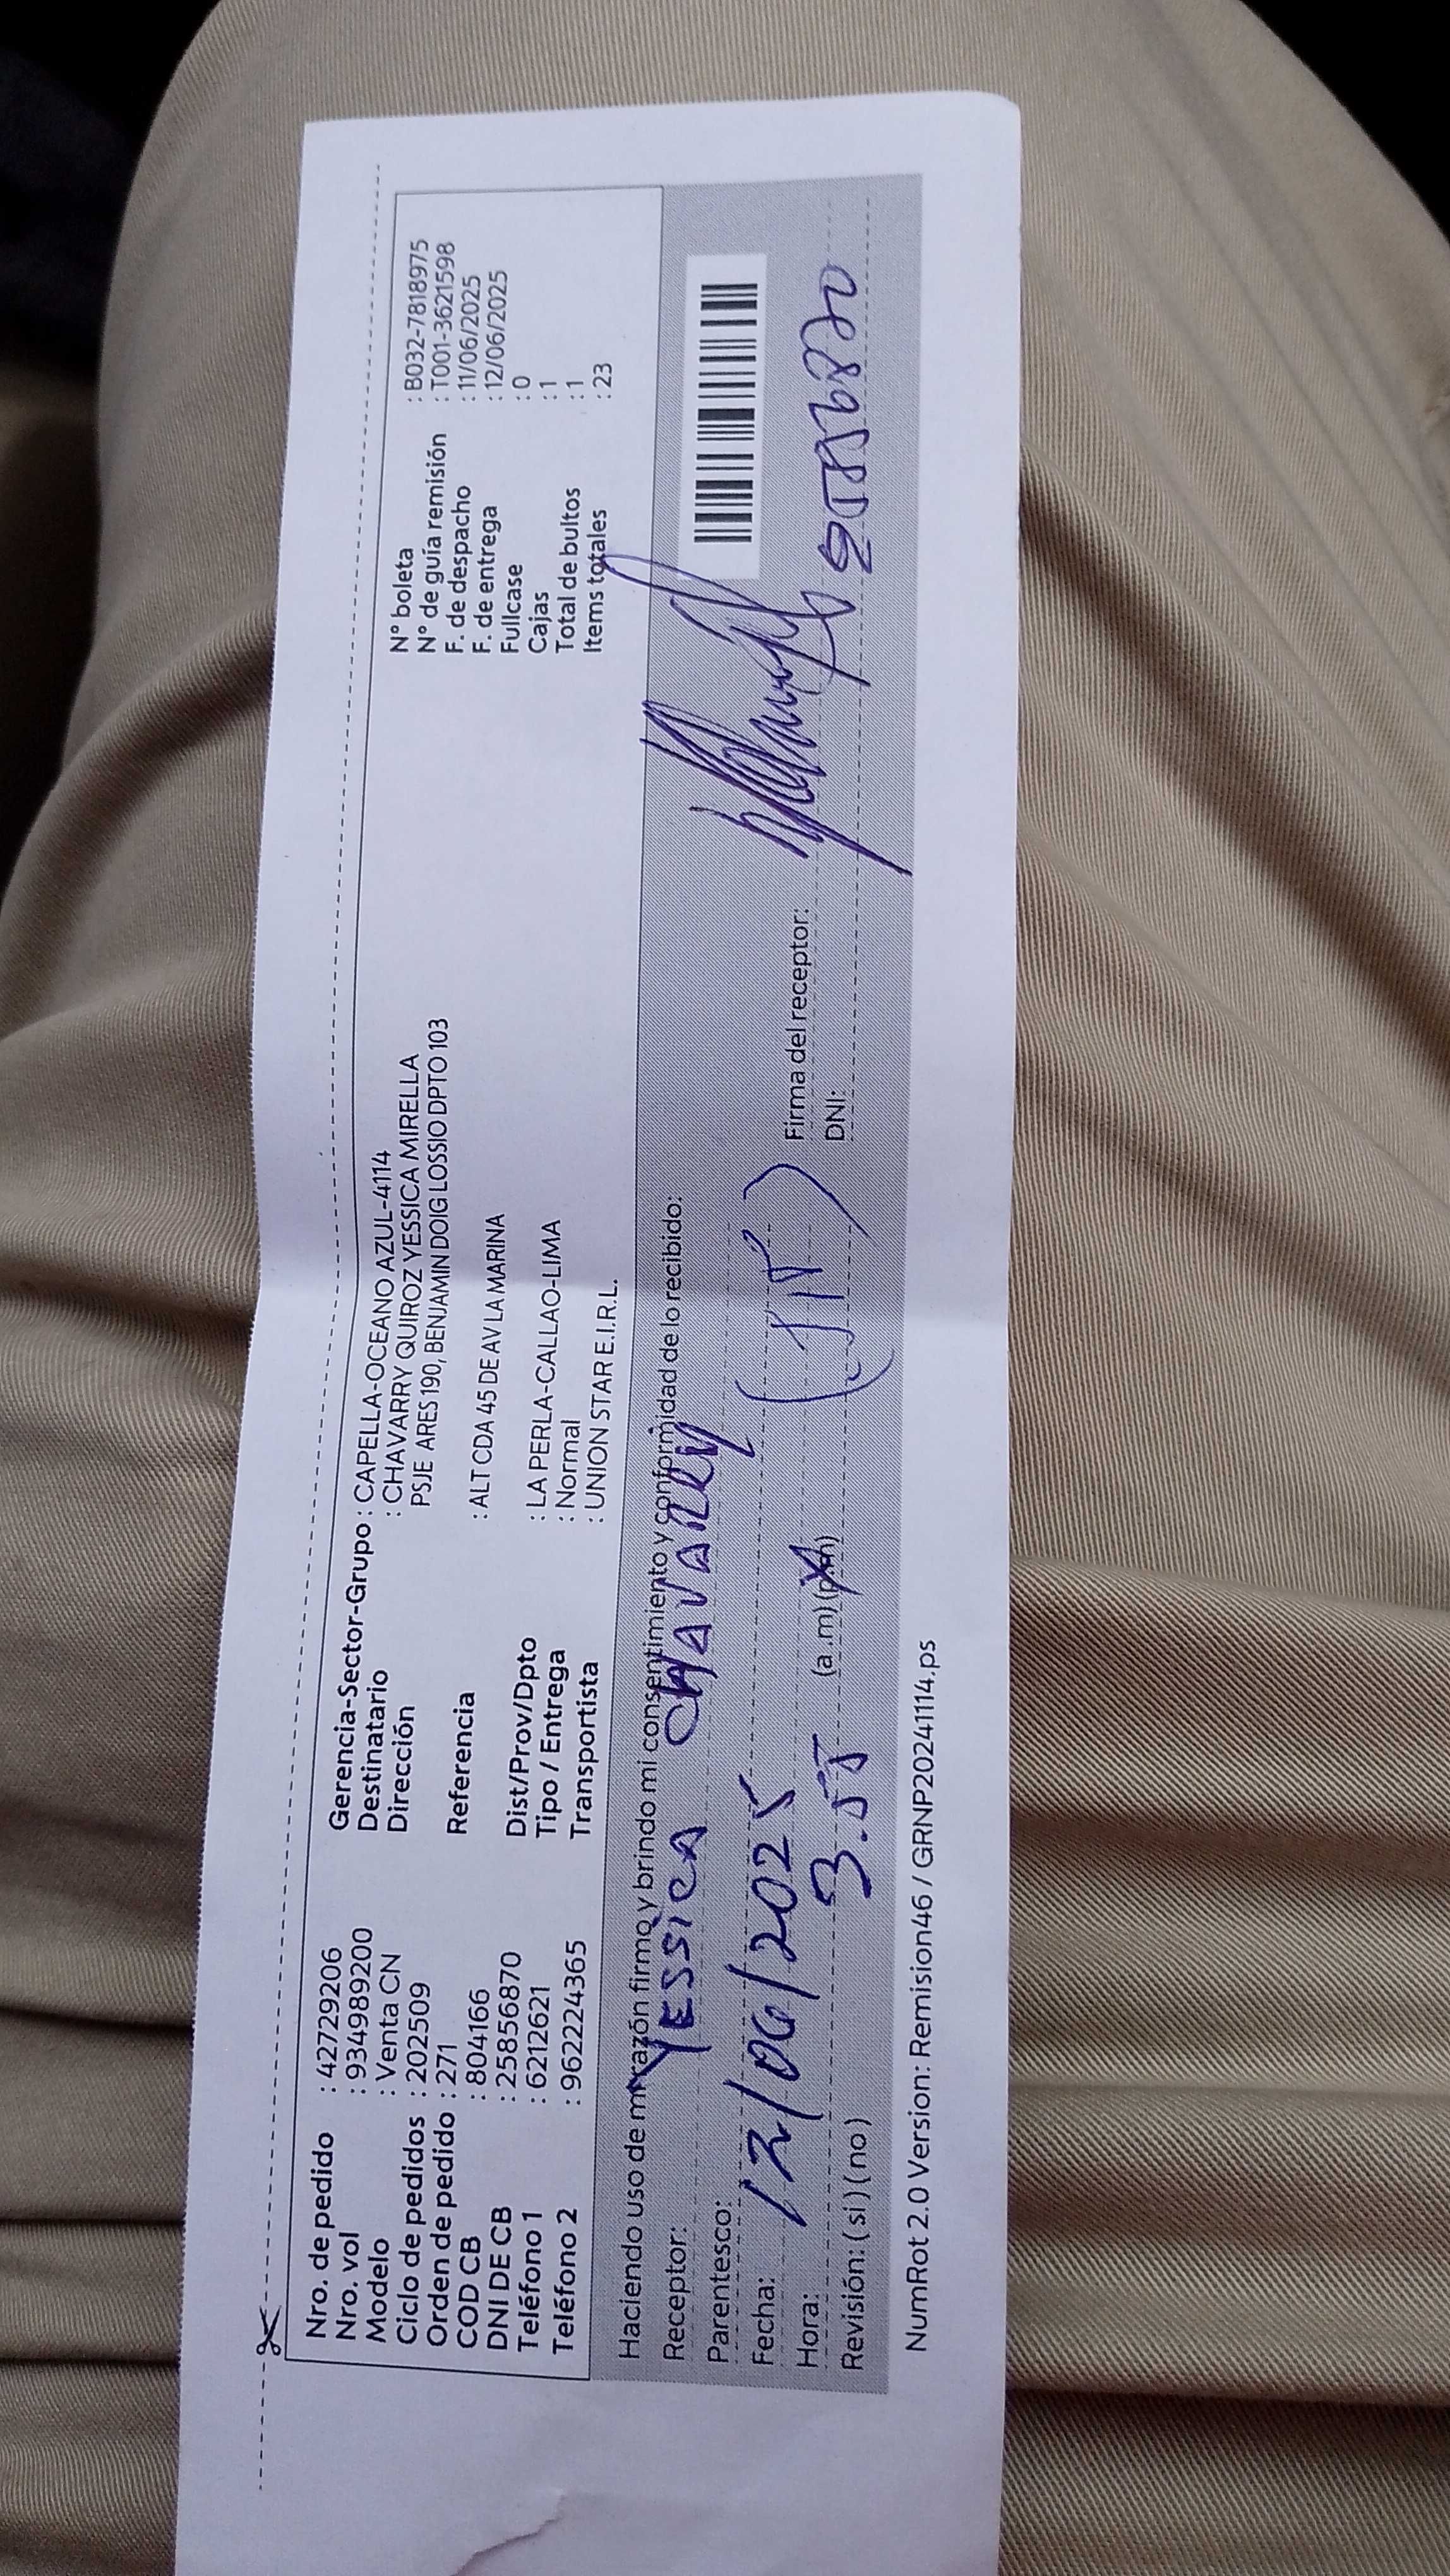 Nro. de pedido : 42729206
Nro. vol : 934989200
Modelo : Venta CN
Ciclo de pedidos : 202509
Orden de pedido : 271
COD CB : 804166
DNI DE CB : 25856870
Teléfono 1 : 6212621
Teléfono 2 : 962224365
Gerencia-Sector-Grupo : CAPELLA-OCEANO AZUL-4114
Destinatario : CHAVARRY QUIROZ YESSICA MIRELLA
Dirección PSJE ARES 190, BENJAMIN DOIG LOSSIO DPTO 103
Referencia : ALT CDA 45 DE AV LA MARINA
Dist/Prov/Dpto : LA PERLA-CALLAO-LIMA
Tipo / Entrega : Normal
Transportista : UNION STAR E.I.R.L.
N° boleta : B032-7818975
N° de guía remisión : T001-3621598
F. de despacho : 11/06/2025
F. de entrega : 12/06/2025
Fullcase : 0
Cajas : 1
Total de bultos : 1
Items totales : 23
Haciendo uso de mi razón firmo y brindo mi consentimiento y conformidad de lo recibido:
Receptor: YESSICA CHAVARRY
Parentesco:
Fecha: 12/06/2025
Hora: 3.55 (a.m) (p.m)
Revisión: ( si ) ( no )
Firma del receptor:
DNI: 25856870
NumRot 2.0 Version: Remision46 / GRNP20241114.ps